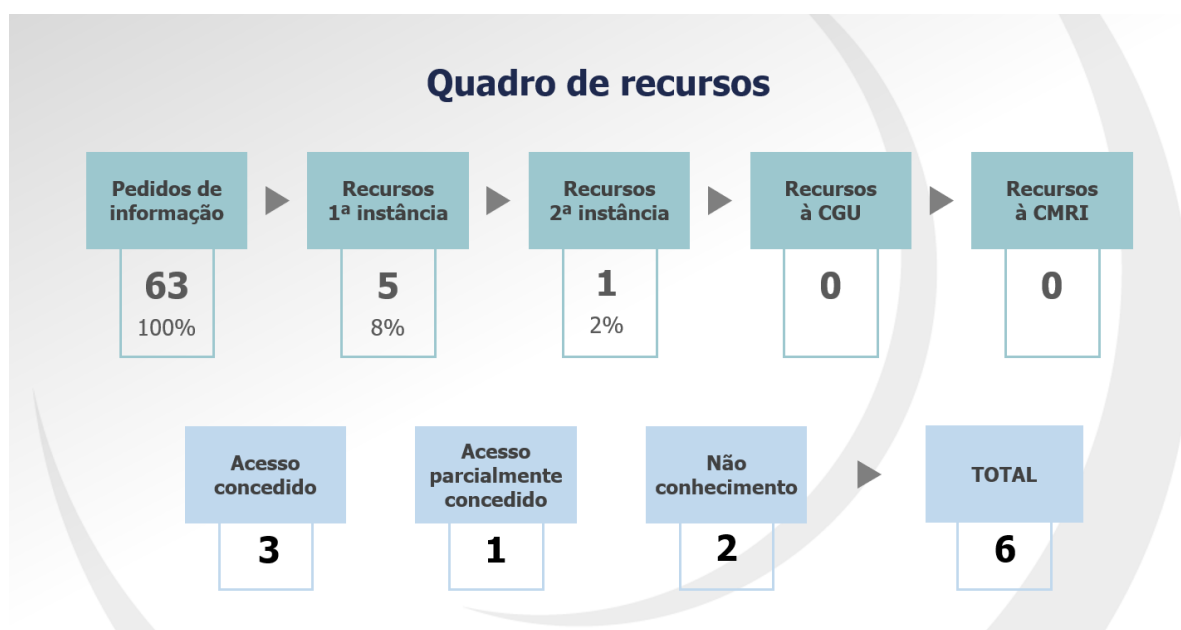 Quadro de recursos
Pedidos de
informação
63
100%
Recursos
1ª instância
5
8%
Recursos
2ª instância
1
2%
Recursos
à CGU
0
Recursos
à CMRI
0
Acesso
concedido
3
Acesso
parcialmente
concedido
1
Não
conhecimento
2
TOTAL
6